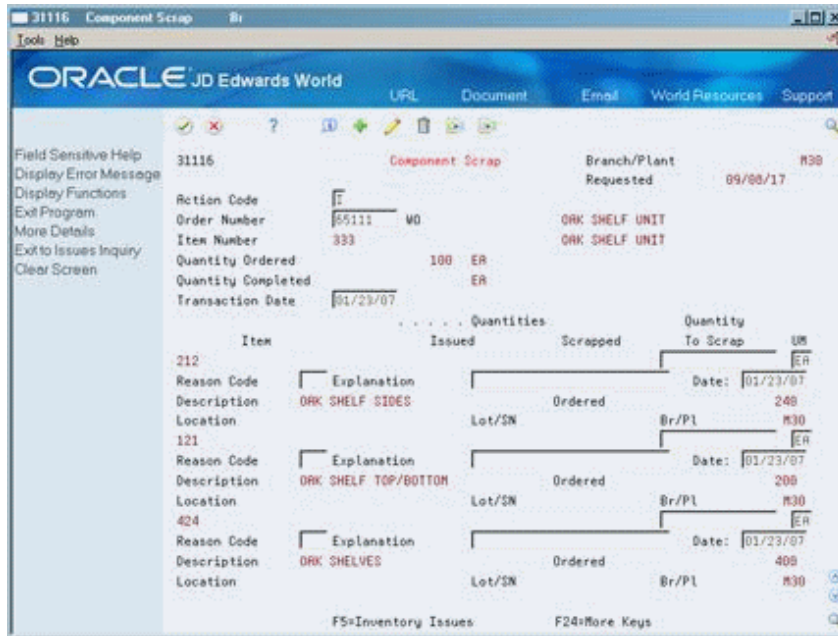 31116 Component Scrap Br
Tools Help
ORACLE JD Edwards World
URL Document Email World Resources Support
?
Field Sensitive Help
Display Error Message
Display Functions
Exit Program
More Details
Exit to Issues Inquiry
Clear Screen
31116 Component Scrap Branch/Plant M30
Requested 09/08/17
Action Code I
Order Number 65111 WO OAK SHELF UNIT
Item Number 333 OAK SHELF UNIT
Quantity Ordered 100 EA
Quantity Completed EA
Transaction Date 01/23/07
. . . . . Quantities Quantity
Item Issued Scrapped To Scrap UM
212 EA
Reason Code Explanation Date: 01/23/07
Description OAK SHELF SIDES Ordered 240
Location Lot/SN Br/Pl M30
121 EA
Reason Code Explanation Date: 01/23/07
Description OAK SHELF TOP/BOTTOM Ordered 200
Location Lot/SN Br/Pl M30
424 EA
Reason Code Explanation Date: 01/23/07
Description OAK SHELVES Ordered 400
Location Lot/SN Br/Pl M30
F5=Inventory Issues F24=More Keys